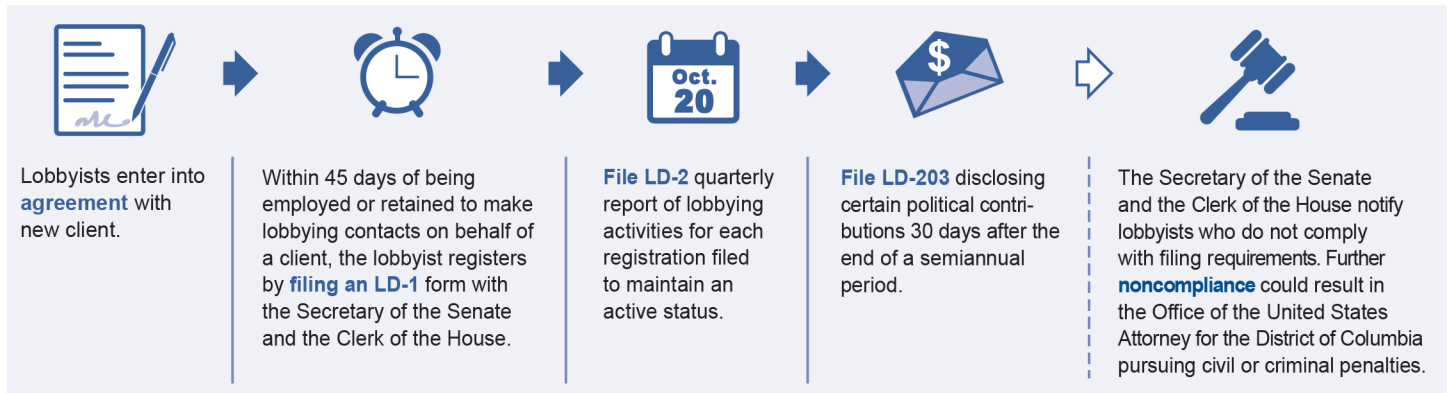 Oct.
20
$
Lobbyists enter into
agreement with
new client.
Within 45 days of being
employed or retained to make
lobbying contacts on behalf of
a client, the lobbyist registers
by filing an LD-1 form with
the Secretary of the Senate
and the Clerk of the House.
File LD-2 quarterly
report of lobbying
activities for each
registration filed
to maintain an
active status.
File LD-203 disclosing
certain political contri-
butions 30 days after the
end of a semiannual
period.
The Secretary of the Senate
and the Clerk of the House notify
lobbyists who do not comply
with filing requirements. Further
noncompliance could result in
the Office of the United States
Attorney for the District of Columbia
pursuing civil or criminal penalties.